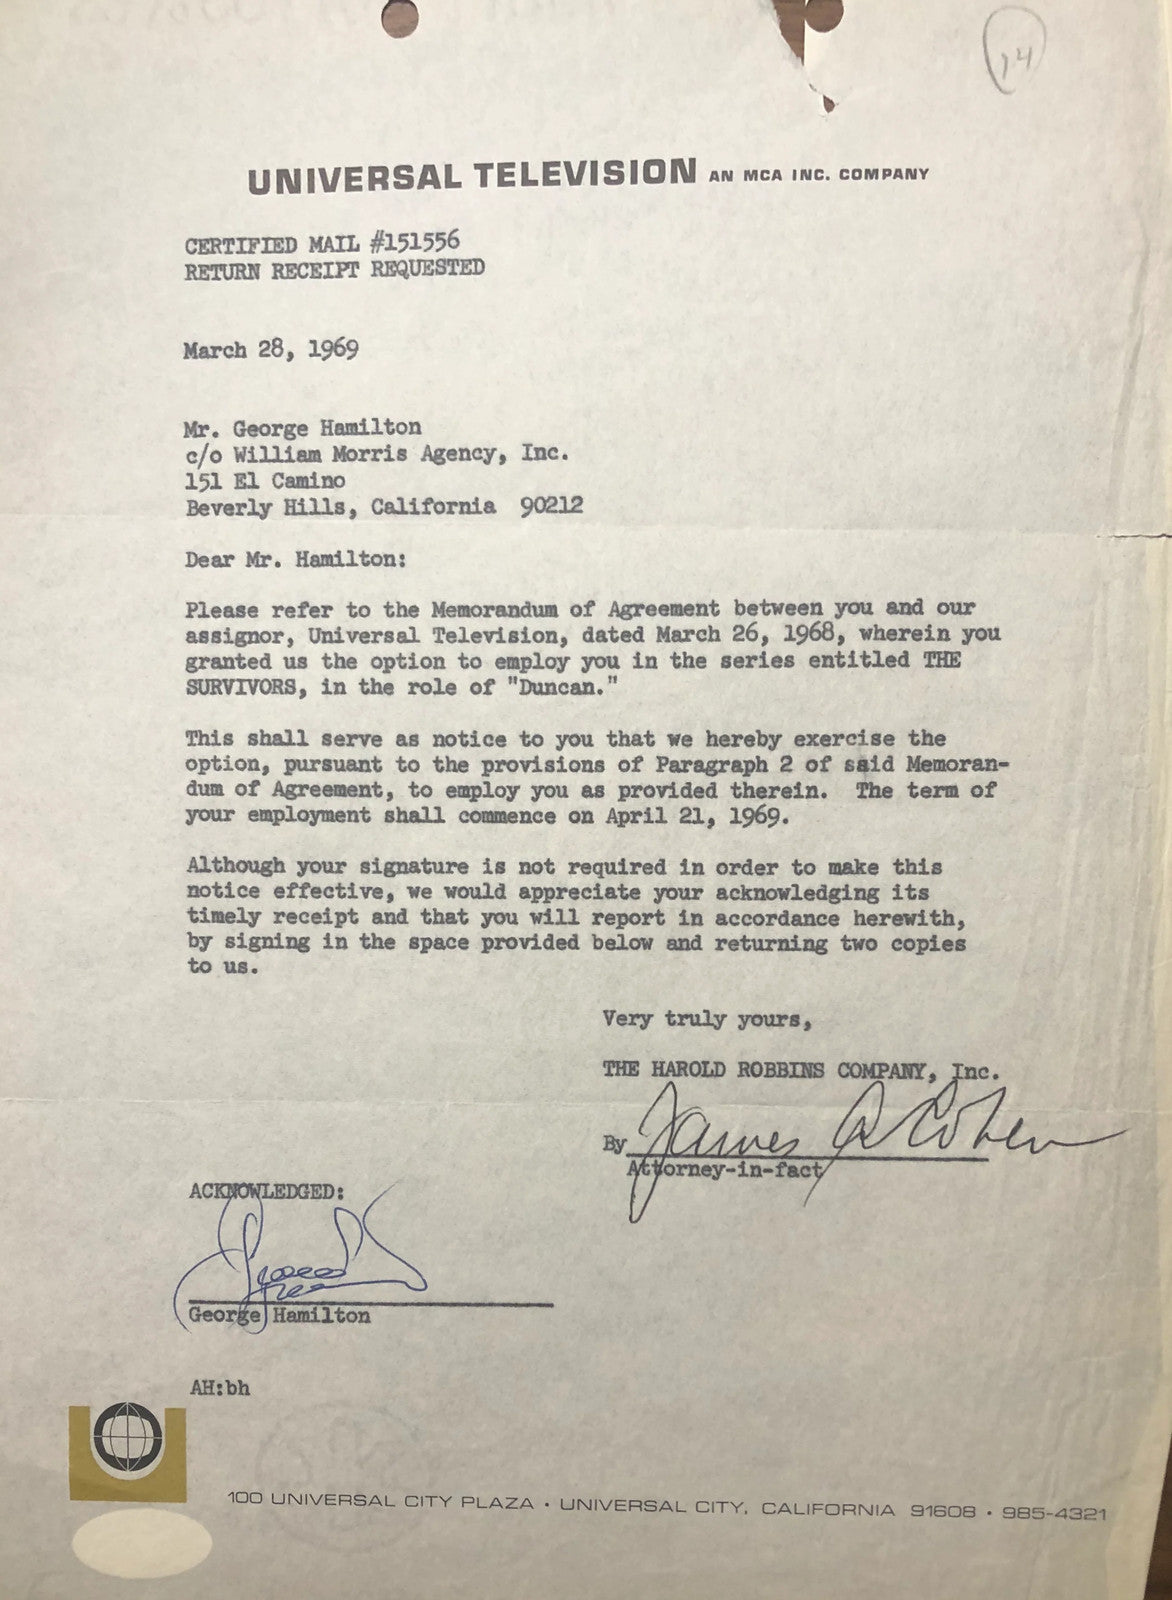 14
UNIVERSAL TELEVISION AN MCA INC. COMPANY
CERTIFIED MAIL #151556
RETURN RECEIPT REQUESTED
March 28, 1969
Mr. George Hamilton
c/o William Morris Agency, Inc.
151 El Camino
Beverly Hills, California 90212
Dear Mr. Hamilton:
Please refer to the Memorandum of Agreement between you and our
assignor, Universal Television, dated March 26, 1968, wherein you
granted us the option to employ you in the series entitled THE
SURVIVORS, in the role of "Duncan."
This shall serve as notice to you that we hereby exercise the
option, pursuant to the provisions of Paragraph 2 of said Memoran-
dum of Agreement, to employ you as provided therein. The term of
your employment shall commence on April 21, 1969.
Although your signature is not required in order to make this
notice effective, we would appreciate your acknowledging its
timely receipt and that you will report in accordance herewith,
by signing in the space provided below and returning two copies
to us.
Very truly yours,
THE HAROLD ROBBINS COMPANY, Inc.
By James A Cohen
Attorney-in-fact
ACKNOWLEDGED:
George Hamilton
AH:bh
100 UNIVERSAL CITY PLAZA • UNIVERSAL CITY, CALIFORNIA 91608 • 985-4321